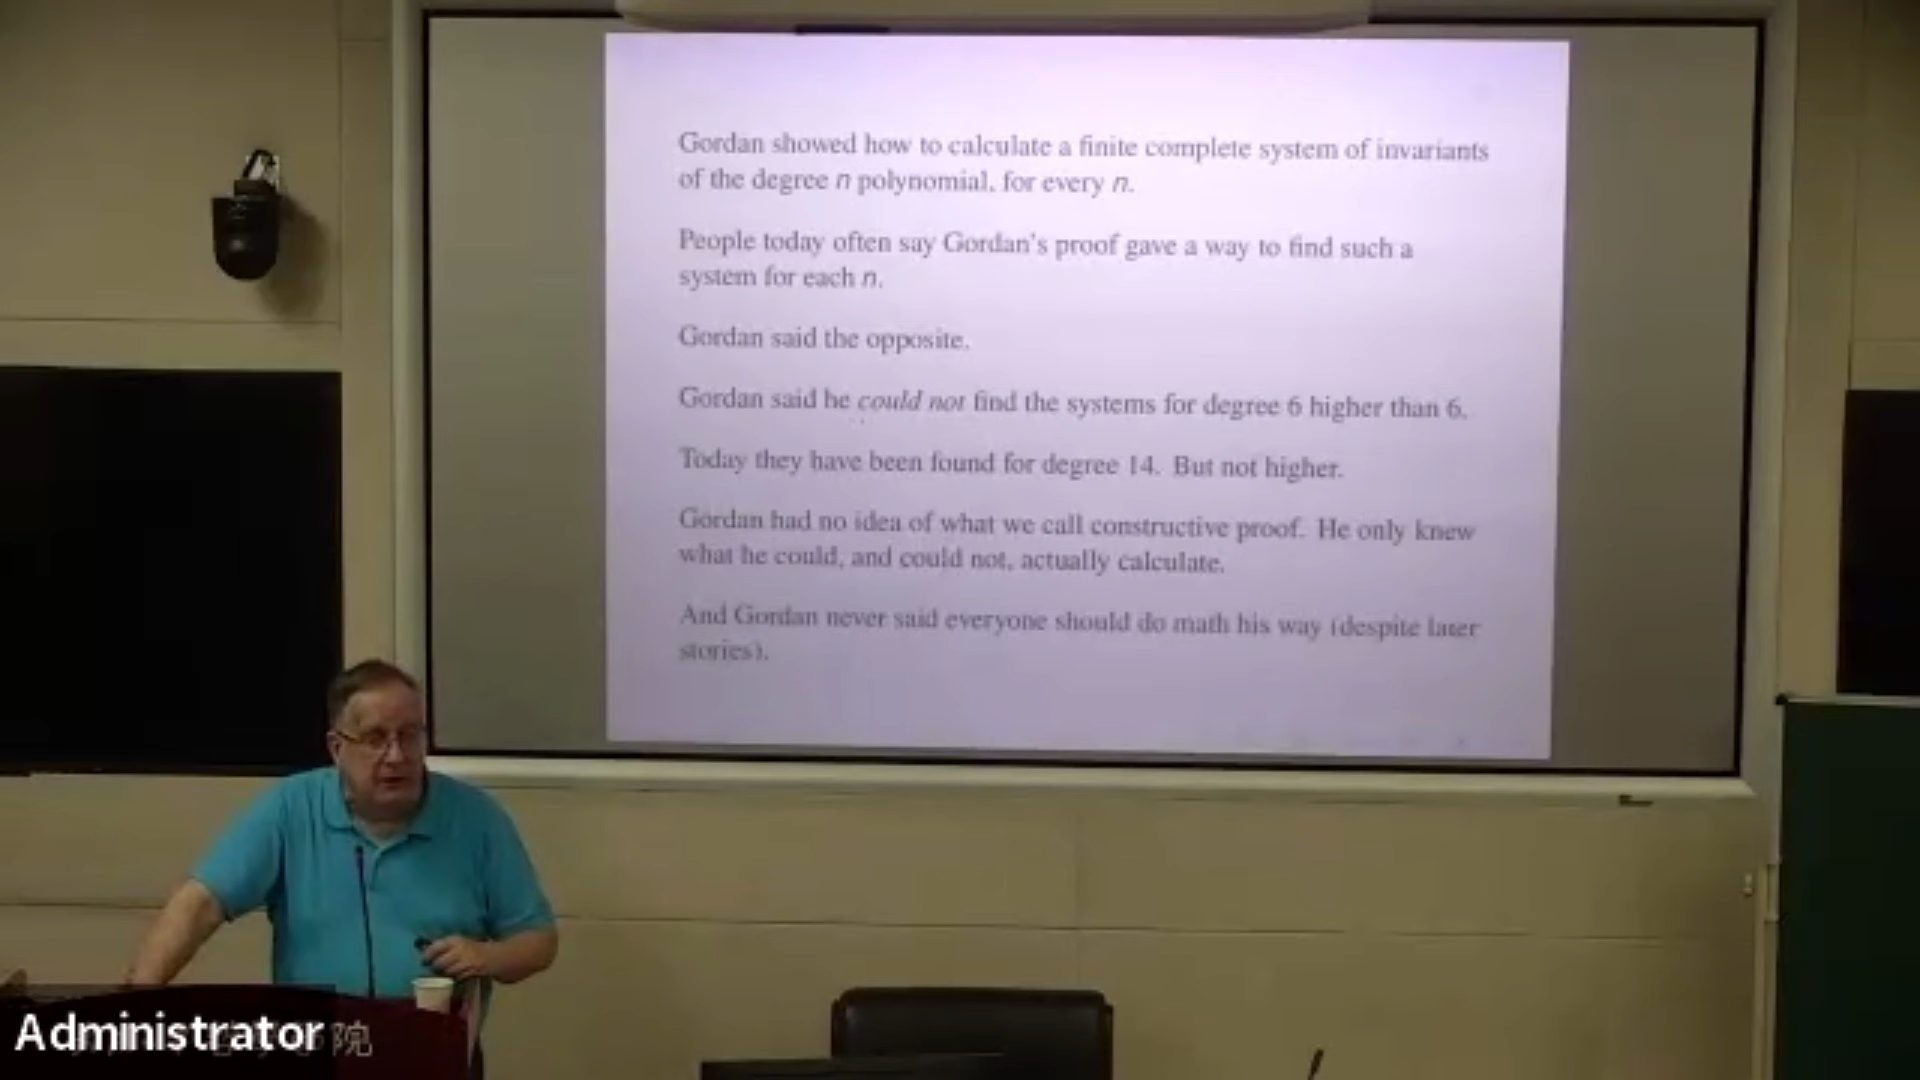 Gordan showed how to calculate a finite complete system of invariants
of the degree n polynomial, for every n.
People today often say Gordan's proof gave a way to find such a
system for each n.
Gordan said the opposite.
Gordan said he could not find the systems for degree 6 higher than 6.
Today they have been found for degree 14. But not higher.
Gordan had no idea of what we call constructive proof. He only knew
what he could, and could not, actually calculate.
And Gordan never said everyone should do math his way (despite later
stories).
Administrator
院